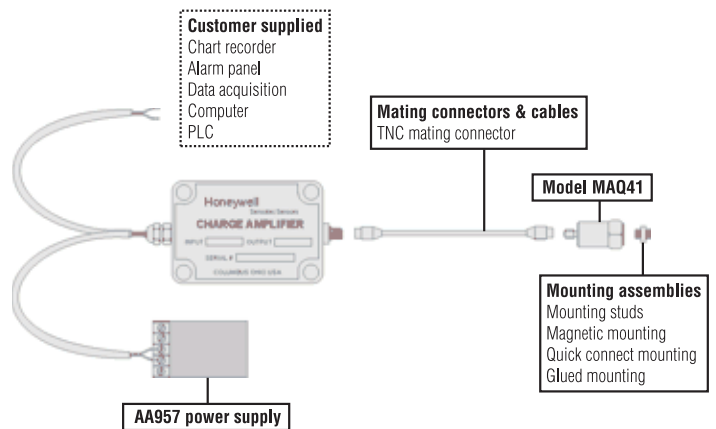 Customer supplied
Chart recorder
Alarm panel
Data acquisition
Computer
PLC
Mating connectors & cables
TNC mating connector
Model MAQ41
Honeywell
Sensotec Sensors
CHARGE AMPLIFIER
INPUT OUTPUT
SERIAL #
COLUMBUS OHIO USA
Mounting assemblies
Mounting studs
Magnetic mounting
Quick connect mounting
Glued mounting
AA957 power supply